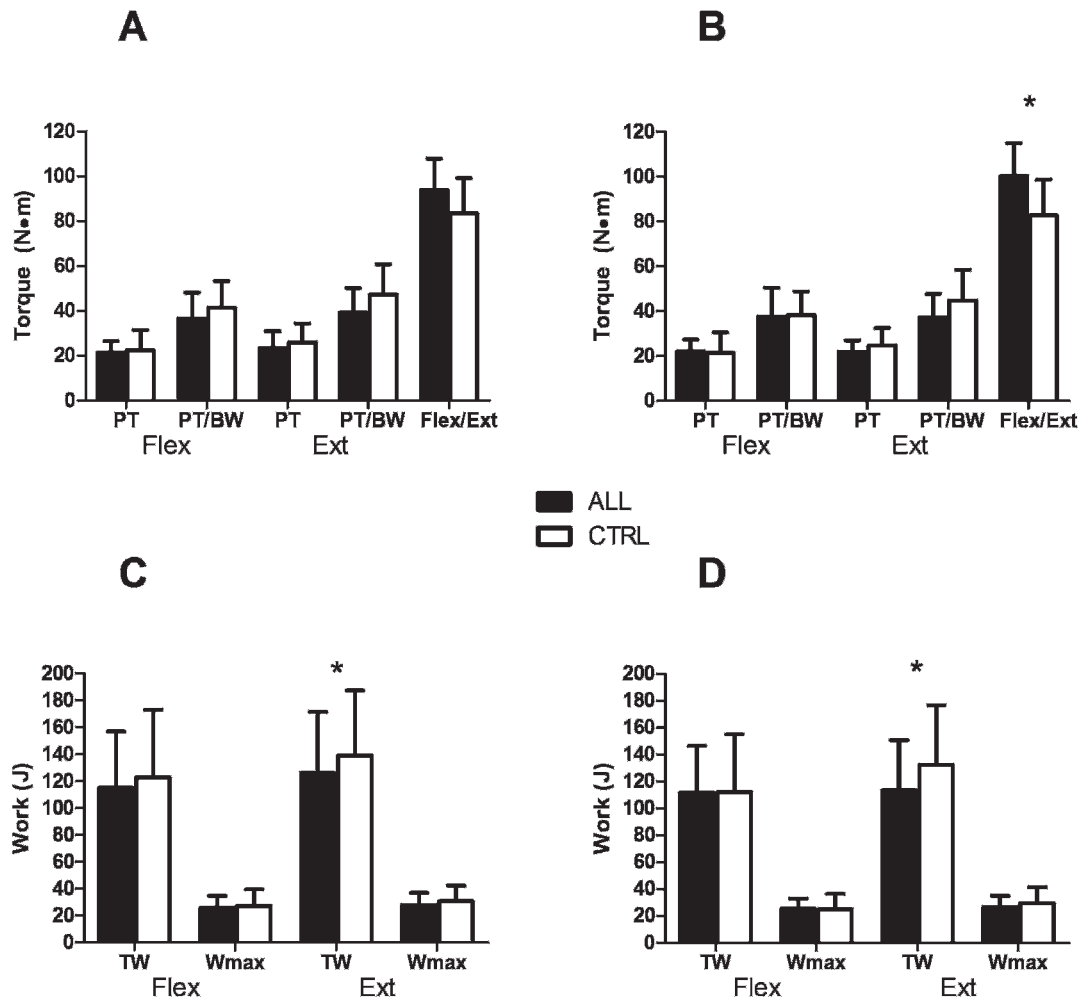 A
B
*
120
100
80
60
40
20
0
Torque (N•m)
PT PT/BW PT PT/BW Flex/Ext
Flex Ext
120
100
80
60
40
20
0
Torque (N•m)
PT PT/BW PT PT/BW Flex/Ext
Flex Ext
ALL
CTRL
C
D
*
200
180
160
140
120
100
80
60
40
20
0
Work (J)
TW Wmax TW Wmax
Flex Ext
*
200
180
160
140
120
100
80
60
40
20
0
Work (J)
TW Wmax TW Wmax
Flex Ext